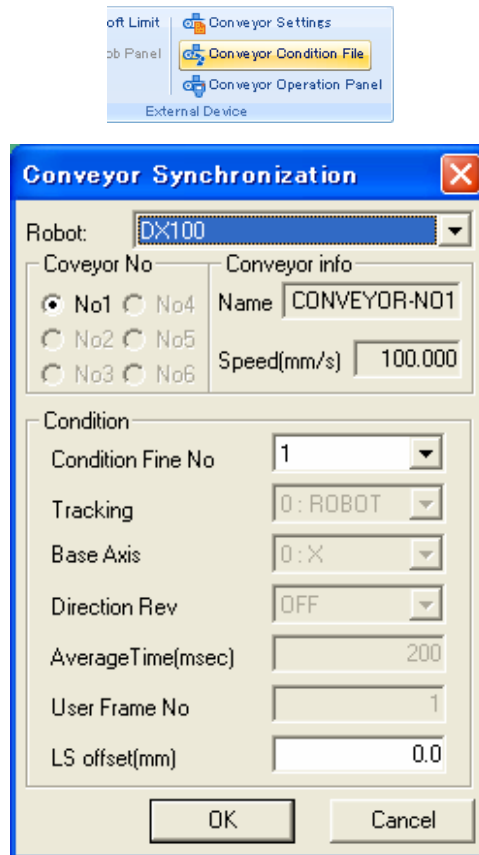 oft Limit Conveyor Settings
ob Panel Conveyor Condition File
Conveyor Operation Panel
External Device
Conveyor Synchronization
Robot: DX100
Coveyor No Conveyor info
No1 No4 Name CONVEYOR-NO1
No2 No5
Speed(mm/s) 100.000
No3 No6
Condition
Condition Fine No 1
Tracking 0 : ROBOT
Base Axis 0 : X
Direction Rev OFF
AverageTime(msec) 200
User Frame No 1
LS offset(mm) 0.0
OK Cancel